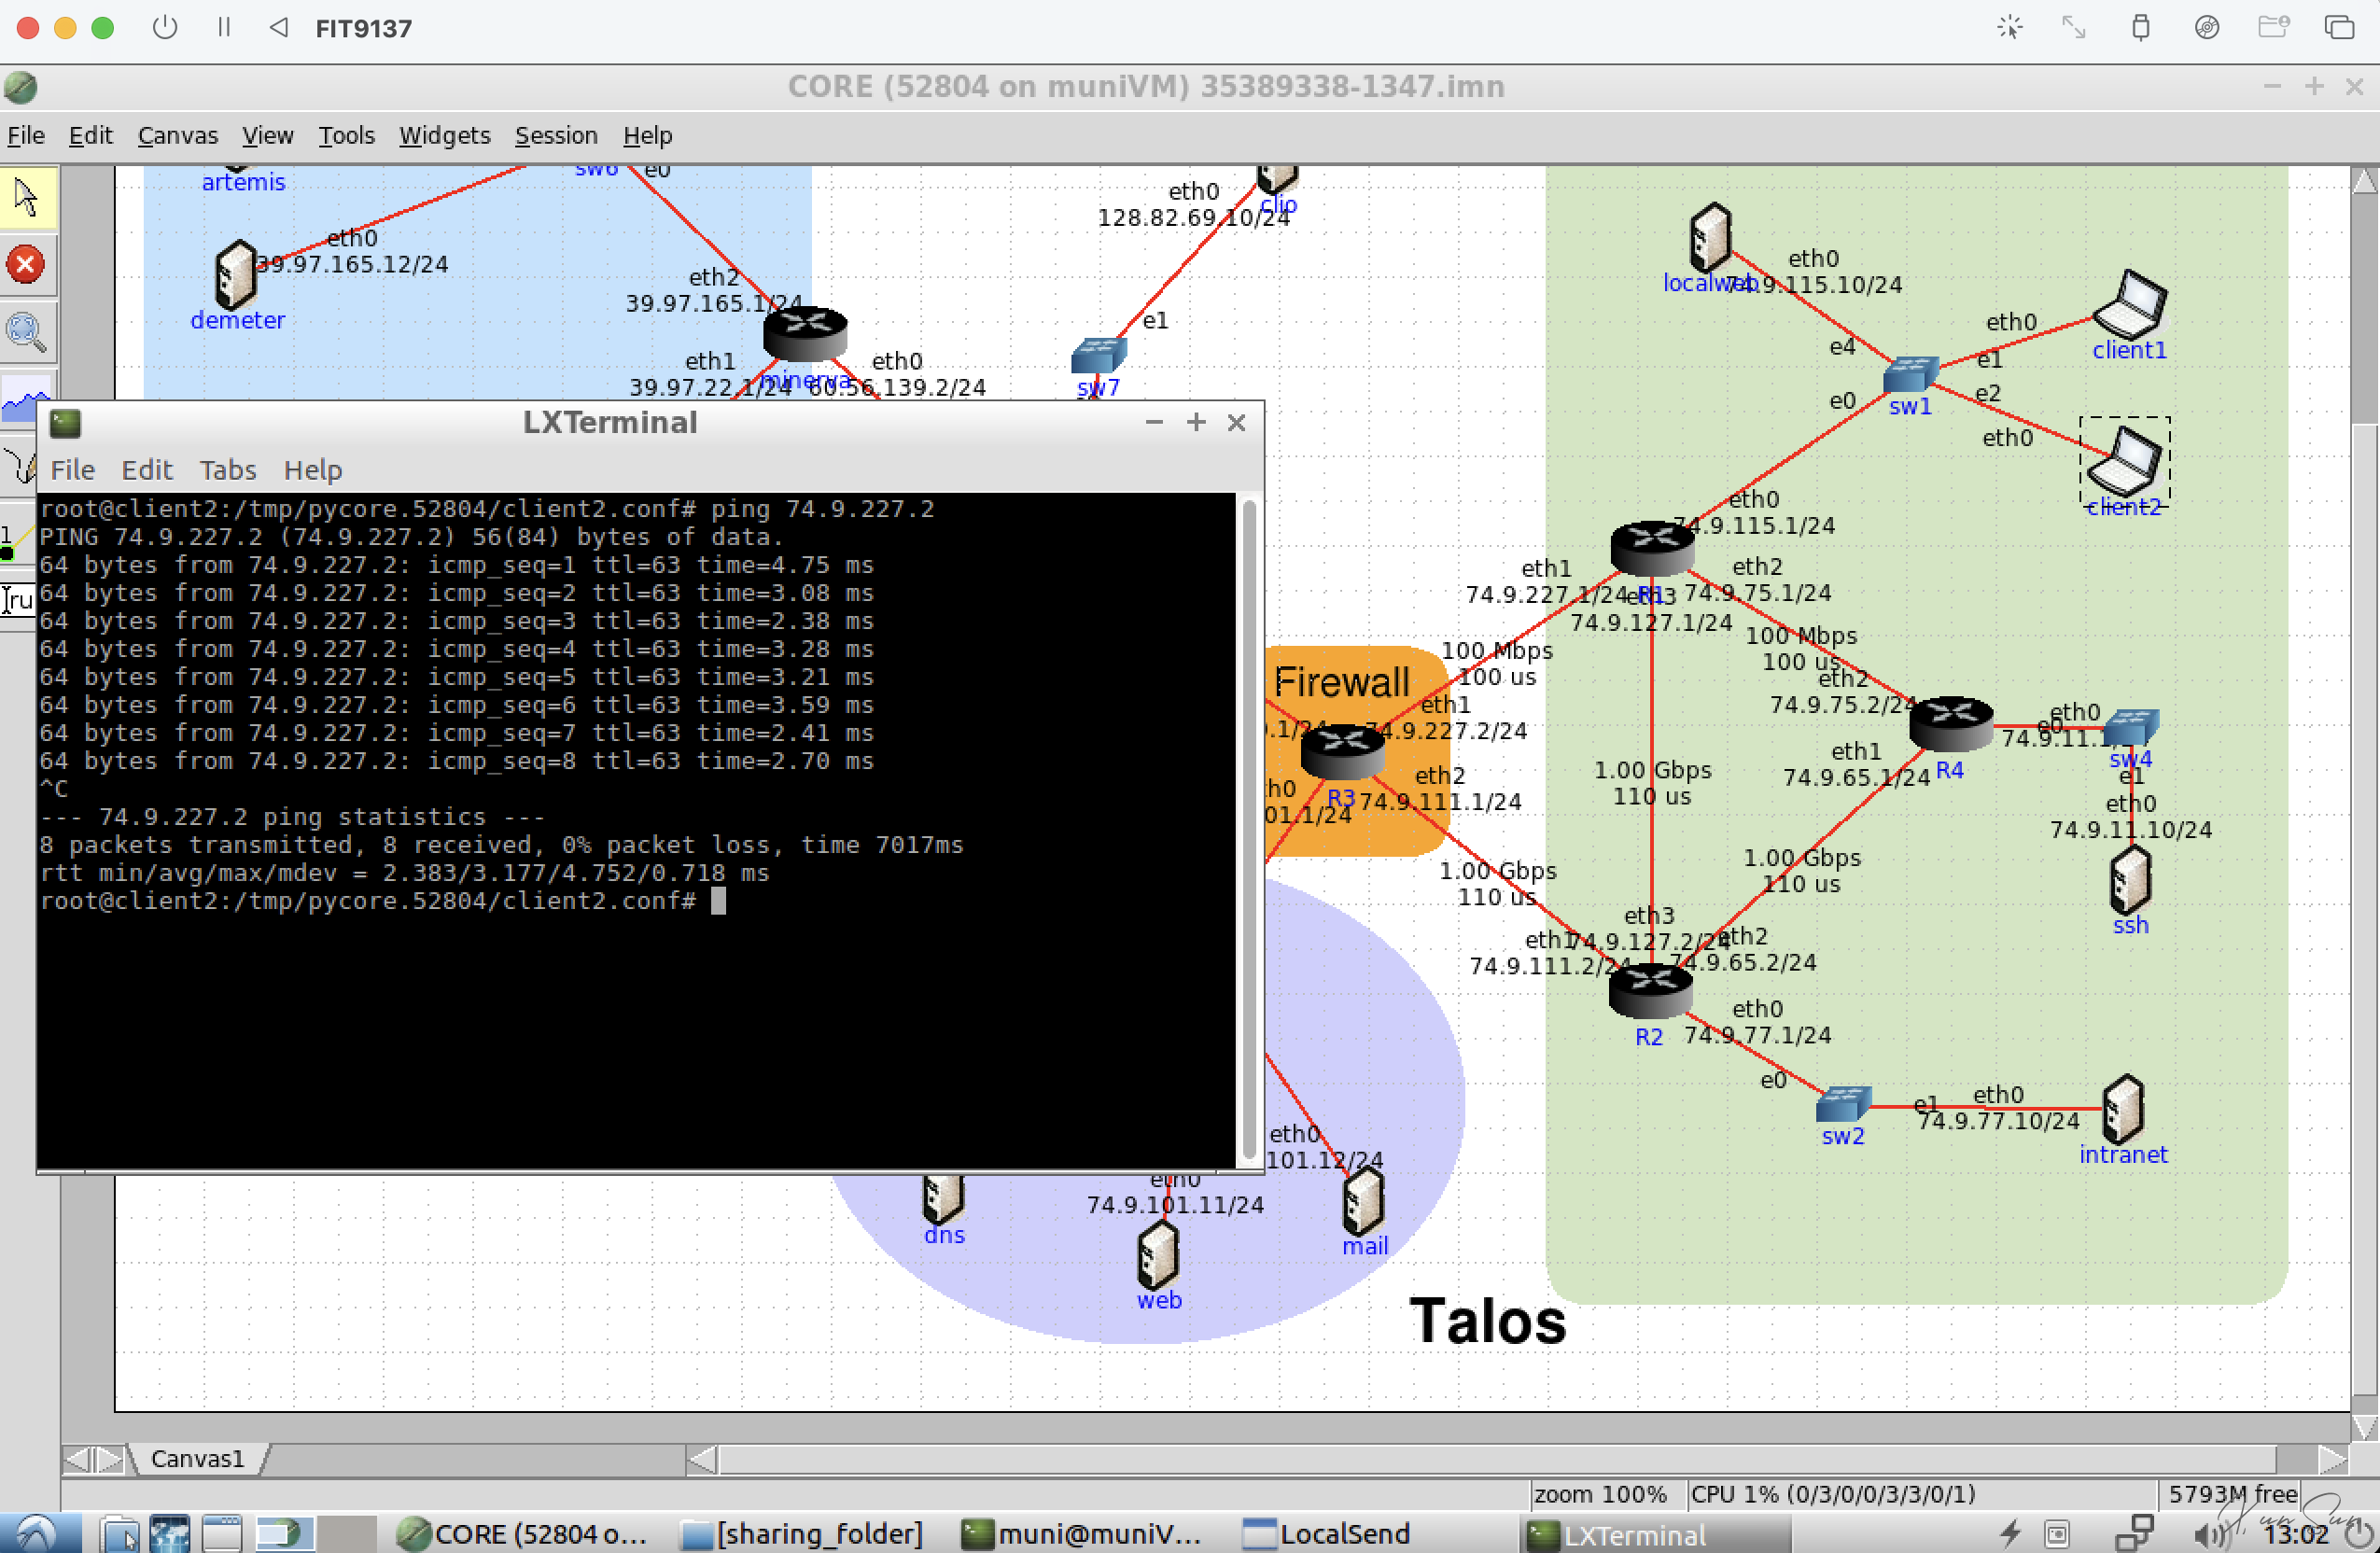 FIT9137
CORE (52804 on muniVM) 35389338-1347.imn
File Edit Canvas View Tools Widgets Session Help
artemis
sw6
e0
eth0
128.82.69.10/24
clio
eth0
39.97.165.12/24
demeter
eth2
39.97.165.1/24
eth1
39.97.22.1/24
minerva
eth0
60.56.139.2/24
e1
sw7
eth0
74.9.115.10/24
localweb
eth0
client1
e4
e1
e2
e0
sw1
eth0
client2
LXTerminal
File Edit Tabs Help
root@client2:/tmp/pycore.52804/client2.conf# ping 74.9.227.2
PING 74.9.227.2 (74.9.227.2) 56(84) bytes of data.
64 bytes from 74.9.227.2: icmp_seq=1 ttl=63 time=4.75 ms
64 bytes from 74.9.227.2: icmp_seq=2 ttl=63 time=3.08 ms
64 bytes from 74.9.227.2: icmp_seq=3 ttl=63 time=2.38 ms
64 bytes from 74.9.227.2: icmp_seq=4 ttl=63 time=3.28 ms
64 bytes from 74.9.227.2: icmp_seq=5 ttl=63 time=3.21 ms
64 bytes from 74.9.227.2: icmp_seq=6 ttl=63 time=3.59 ms
64 bytes from 74.9.227.2: icmp_seq=7 ttl=63 time=2.41 ms
64 bytes from 74.9.227.2: icmp_seq=8 ttl=63 time=2.70 ms
^C
--- 74.9.227.2 ping statistics ---
8 packets transmitted, 8 received, 0% packet loss, time 7017ms
rtt min/avg/max/mdev = 2.383/3.177/4.752/0.718 ms
root@client2:/tmp/pycore.52804/client2.conf#
eth0
74.9.115.1/24
eth1
74.9.227.1/24
R1
eth3
74.9.127.1/24
eth2
74.9.75.1/24
100 Mbps
100 us
100 Mbps
100 us
Firewall
eth1
74.9.227.2/24
R3
eth2
74.9.111.1/24
01.1/24
eth2
74.9.75.2/24
eth1
74.9.65.1/24
R4
eth0
e0
sw4
e1
eth0
74.9.11.10/24
ssh
1.00 Gbps
110 us
1.00 Gbps
110 us
1.00 Gbps
110 us
eth3
74.9.127.2/24
eth1
74.9.111.2/24
eth2
74.9.65.2/24
R2
eth0
74.9.77.1/24
e0
sw2
e1
eth0
74.9.77.10/24
intranet
eth0
101.12/24
mail
eth0
74.9.101.11/24
dns
web
Talos
Canvas1
zoom 100% CPU 1% (0/3/0/0/3/3/0/1) 5793M free
CORE (52804 o... [sharing_folder] muni@muniV... LocalSend LXTerminal 13:02